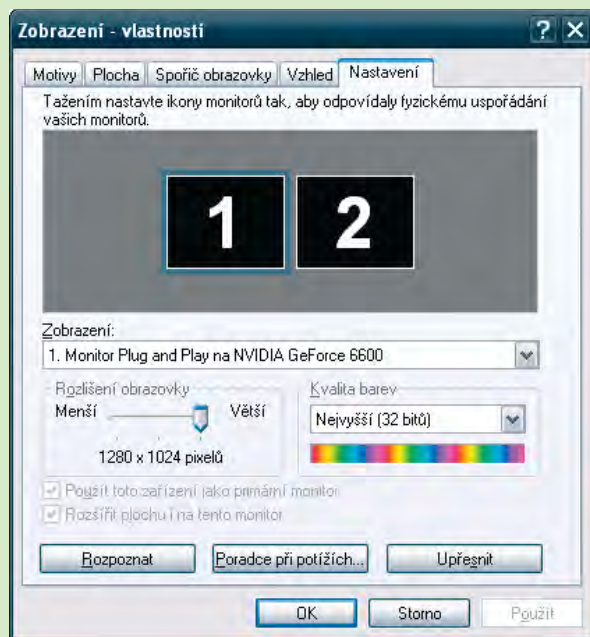 Zobrazení - vlastnosti
Motivy Plocha Spořič obrazovky Vzhled Nastavení
Tažením nastavte ikony monitorů tak, aby odpovídaly fyzickému uspořádání
vašich monitorů.
1 2
Zobrazení:
1. Monitor Plug and Play na NVIDIA GeForce 6600
Rozlišení obrazovky
Menší Větší
1280 x 1024 pixelů
Kvalita barev
Nejvyšší (32 bitů)
Použít toto zařízení jako primární monitor
Rozšířit plochu i na tento monitor
Rozpoznat Poradce při potížích... Upřesnit
OK Storno Použít